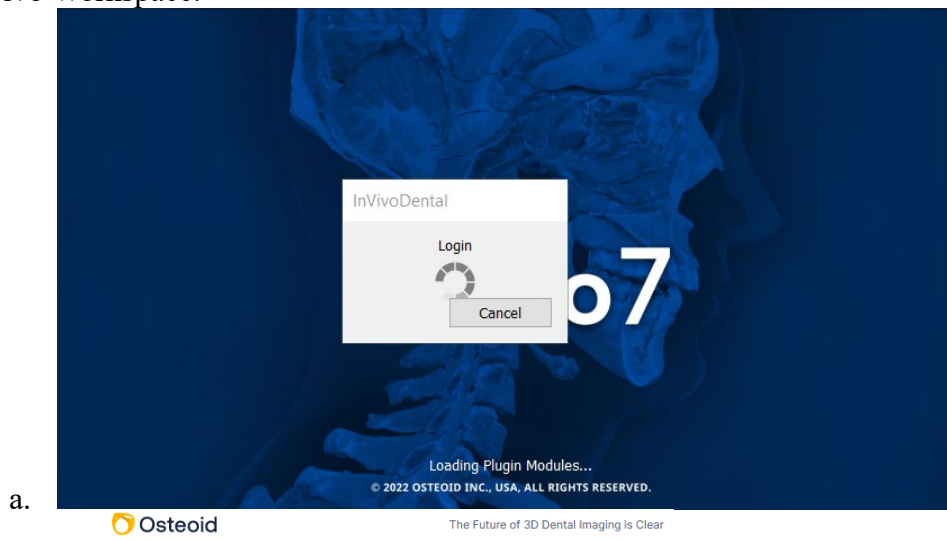 InVivoDental
Login
Cancel
o7
Loading Plugin Modules...
© 2022 OSTEOID INC., USA, ALL RIGHTS RESERVED.
a.
Osteoid
The Future of 3D Dental Imaging is Clear